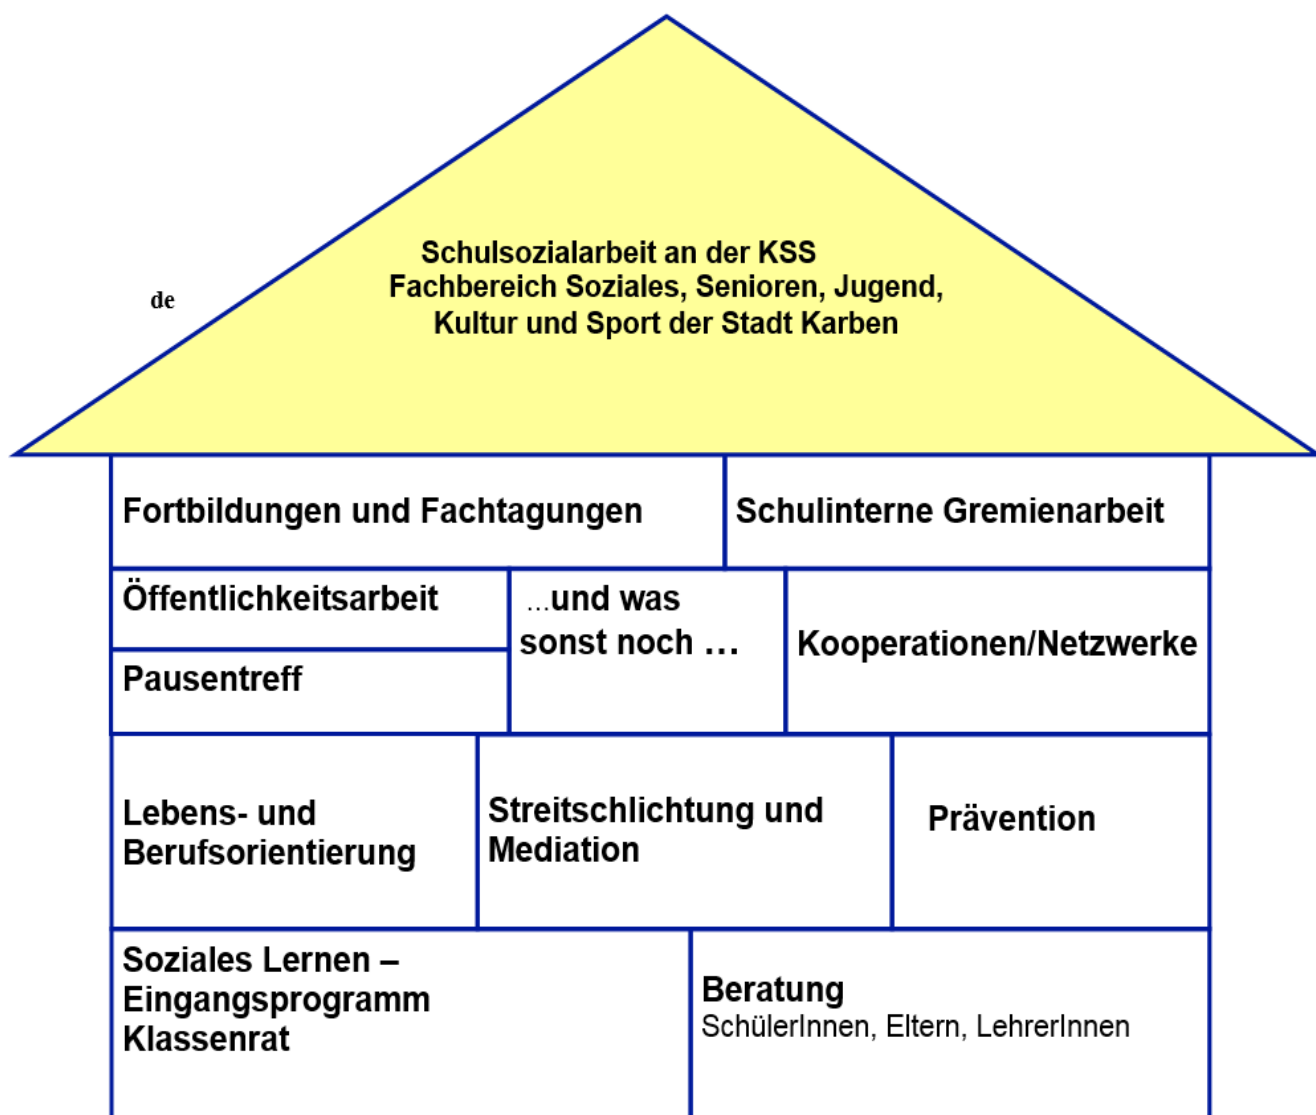 Schulsozialarbeit an der KSS
Fachbereich Soziales, Senioren, Jugend,
de
Kultur und Sport der Stadt Karben
Fortbildungen und Fachtagungen
Schulinterne Gremienarbeit
Öffentlichkeitsarbeit
Pausentreff
...und was
sonst noch ...
Kooperationen/Netzwerke
Lebens- und
Berufsorientierung
Streitschlichtung und
Mediation
Prävention
Soziales Lernen –
Eingangsprogramm
Klassenrat
Beratung
SchülerInnen, Eltern, LehrerInnen